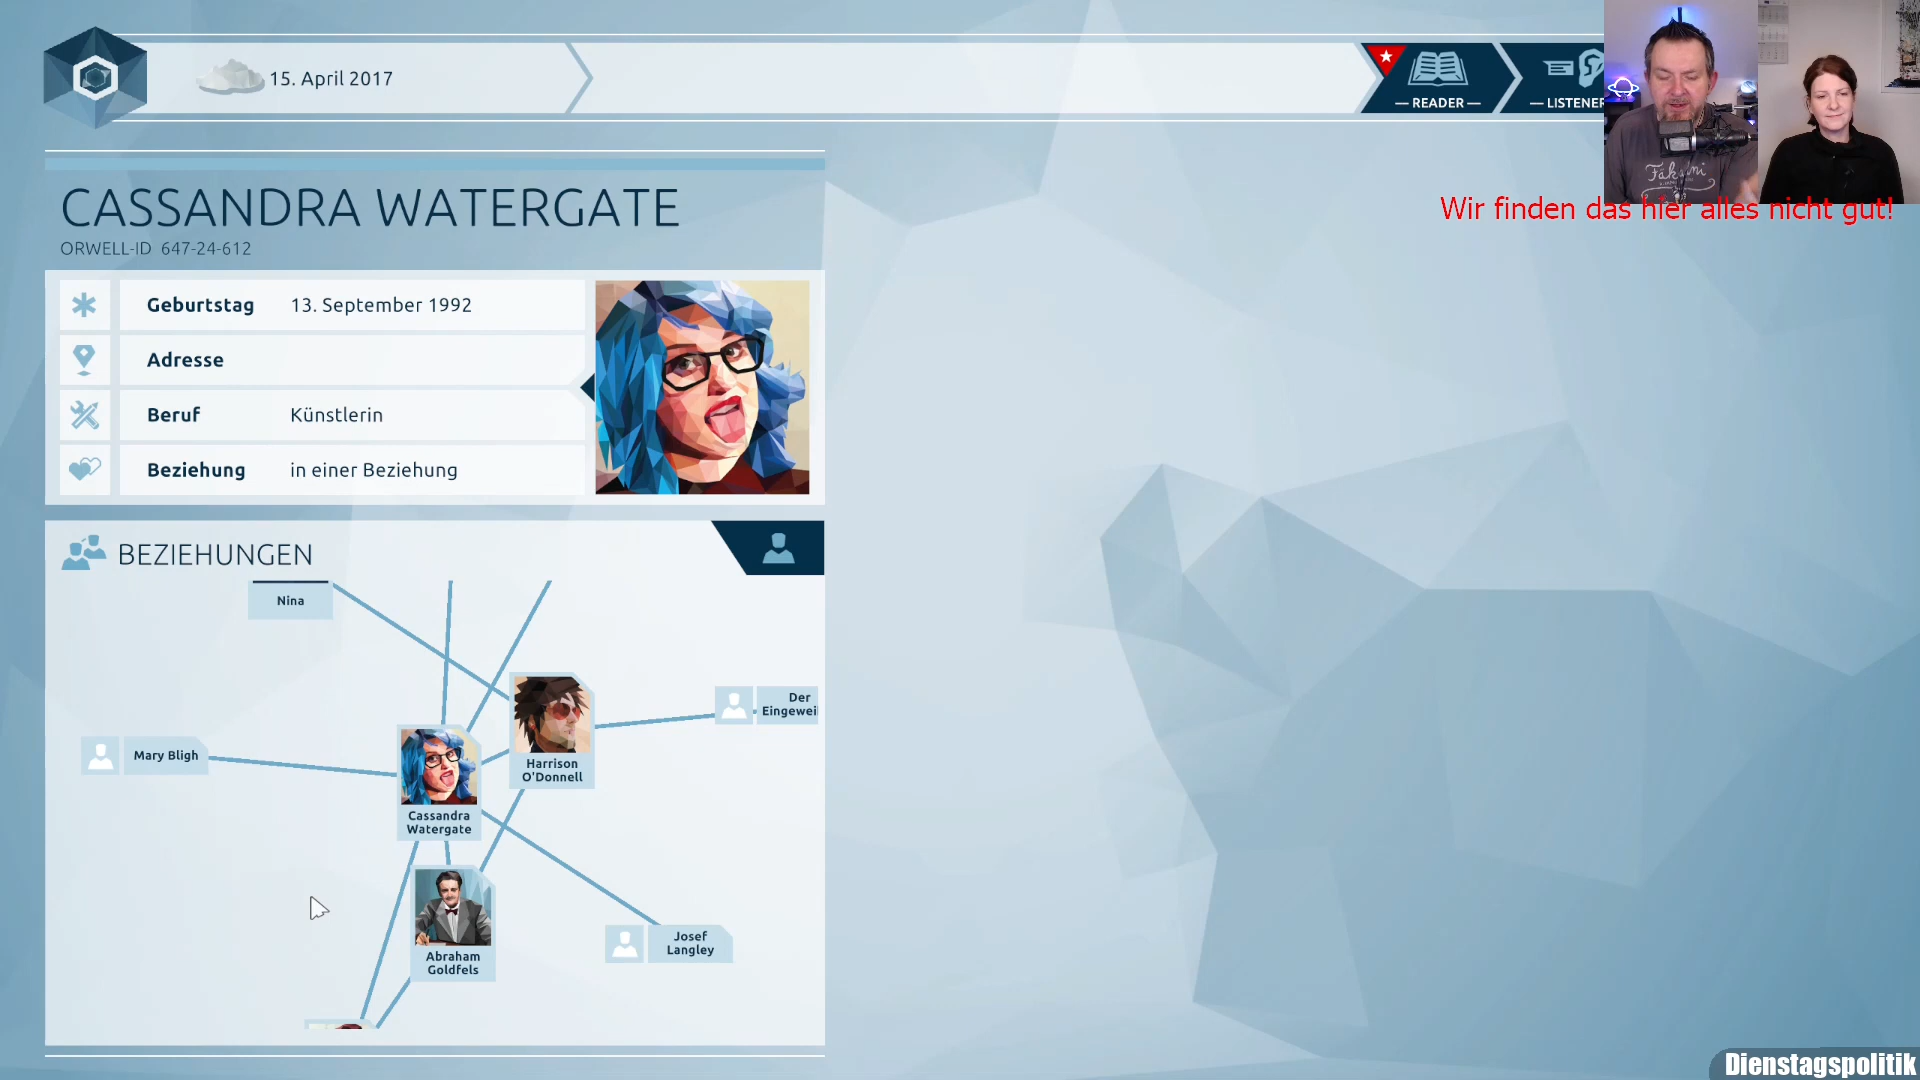 15. April 2017
READER
LISTENER
Wir finden das hier alles nicht gut!
CASSANDRA WATERGATE
ORWELL-ID 647-24-612
Geburtstag 13. September 1992
Adresse
Beruf Künstlerin
Beziehung in einer Beziehung
BEZIEHUNGEN
Nina
Der
Eingewei
Mary Bligh
Harrison
O'Donnell
Cassandra
Watergate
Josef
Langley
Abraham
Goldfels
Dienstagspolitik